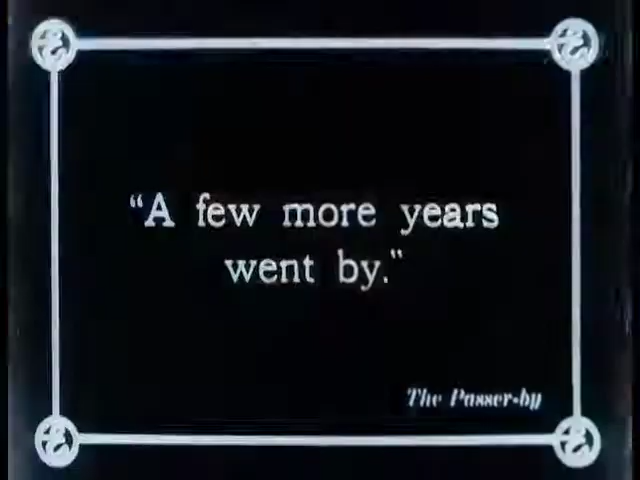 “A few more years
went by.”
The Passer-by